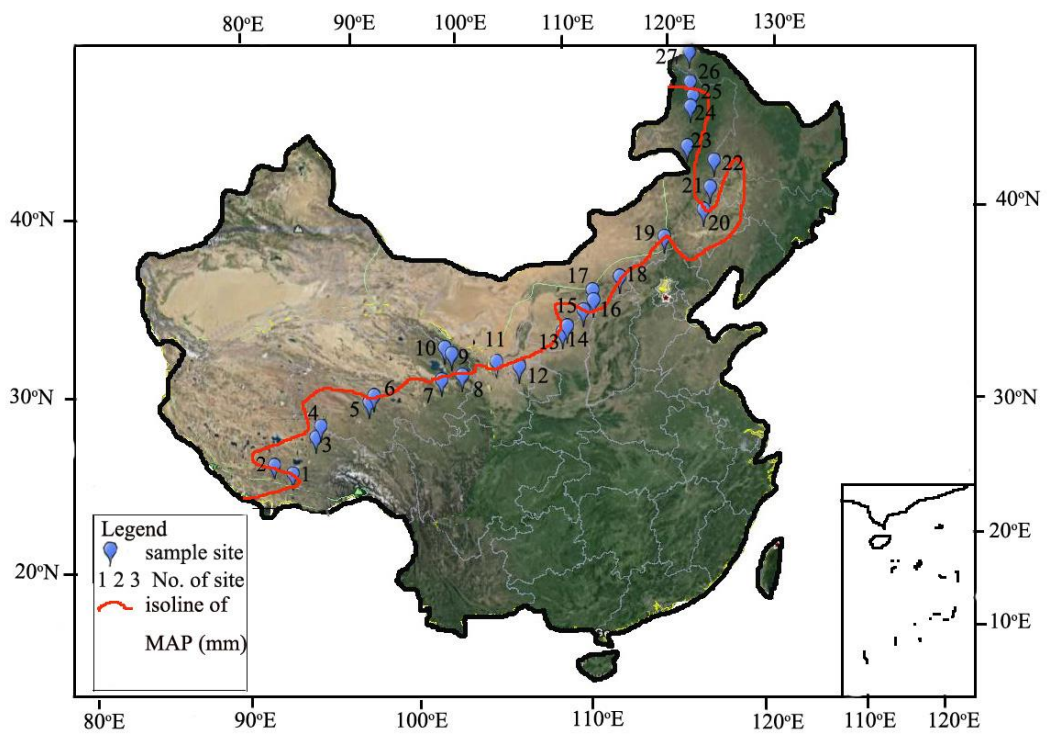 80°E 90°E 100°E 110°E 120°E 130°E
27
26
25
24
23
22
21
20
40°N
40°N
19
18
17
16
15
14
13
12
11
10
9
8
7
6
5
30°N
30°N
4
3
2
1
Legend
sample site
1 2 3 No. of site
isoline of
MAP (mm)
20°N
20°E
10°E
80°E 90°E 100°E 110°E 120°E
110°E 120°E